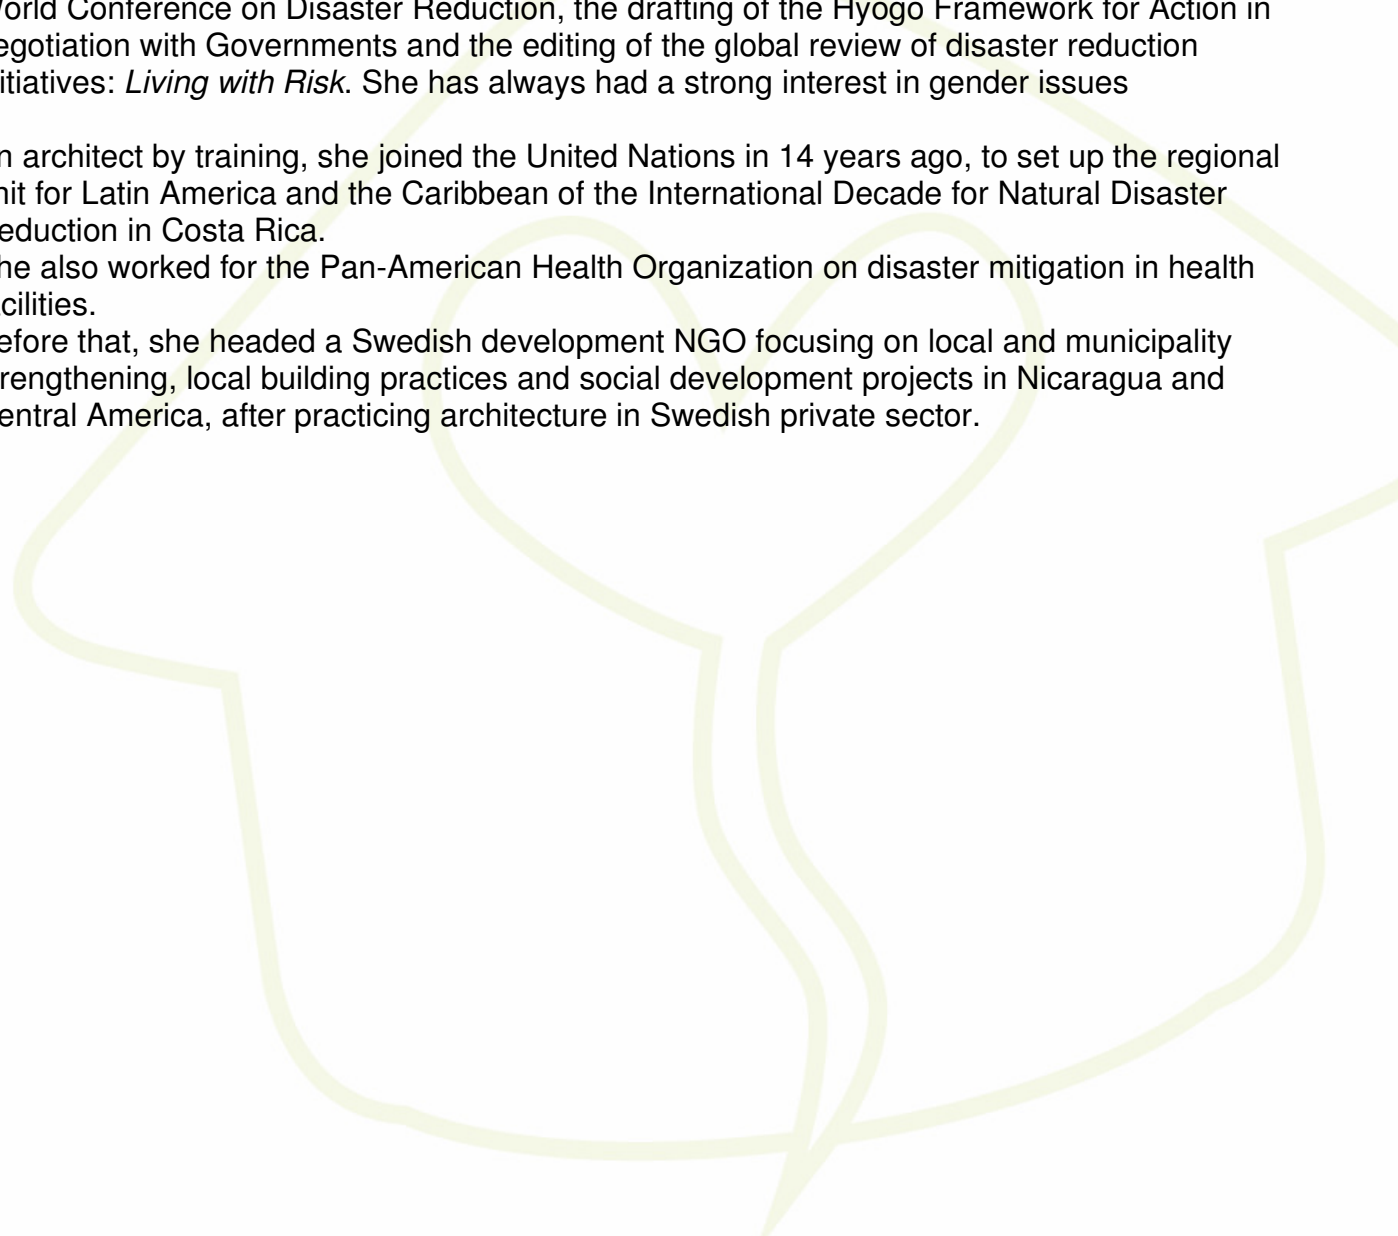 World Conference on Disaster Reduction, the drafting of the Hyogo Framework for Action in
egotiation with Governments and the editing of the global review of disaster reduction
itiatives: Living with Risk. She has always had a strong interest in gender issues
n architect by training, she joined the United Nations in 14 years ago, to set up the regional
nit for Latin America and the Caribbean of the International Decade for Natural Disaster
eduction in Costa Rica.
he also worked for the Pan-American Health Organization on disaster mitigation in health
cilities.
efore that, she headed a Swedish development NGO focusing on local and municipality
rengthening, local building practices and social development projects in Nicaragua and
entral America, after practicing architecture in Swedish private sector.